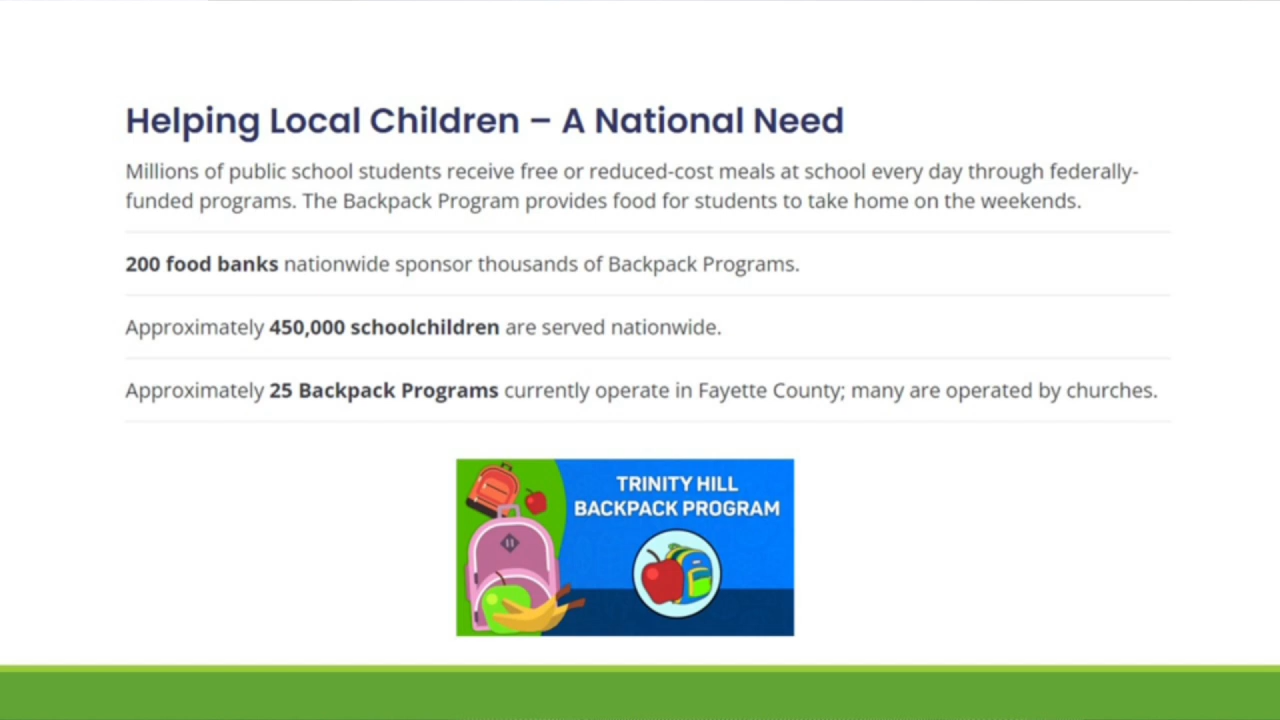 Helping Local Children – A National Need
Millions of public school students receive free or reduced-cost meals at school every day through federally-
funded programs. The Backpack Program provides food for students to take home on the weekends.
200 food banks nationwide sponsor thousands of Backpack Programs.
Approximately 450,000 schoolchildren are served nationwide.
Approximately 25 Backpack Programs currently operate in Fayette County; many are operated by churches.
TRINITY HILL
BACKPACK PROGRAM